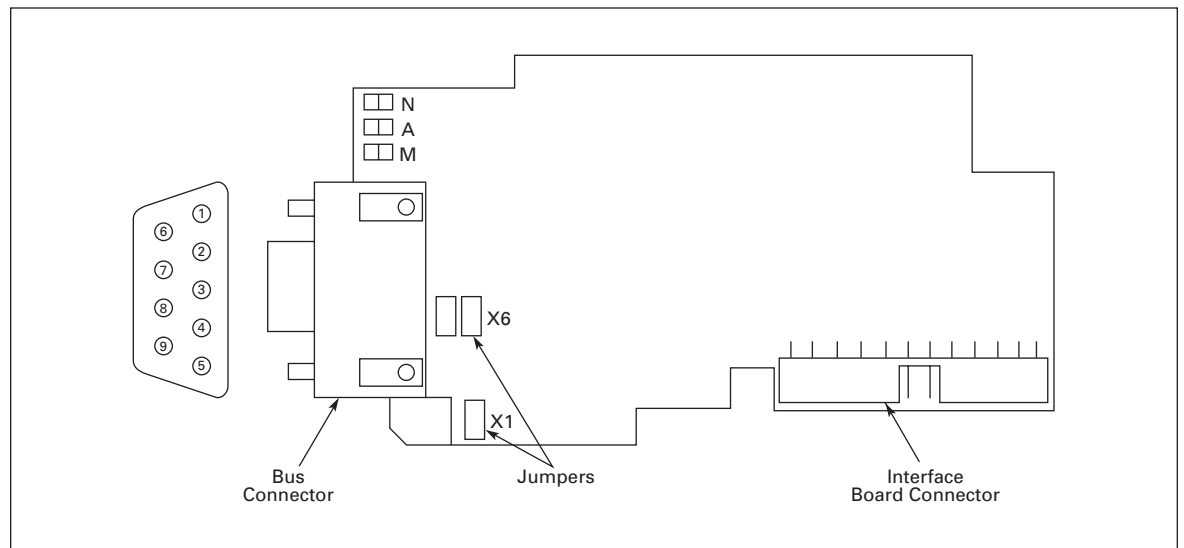 N
A
M
1
6
2
7
3
8
4
9
5
X6
X1
Bus
Connector
Jumpers
Interface
Board Connector